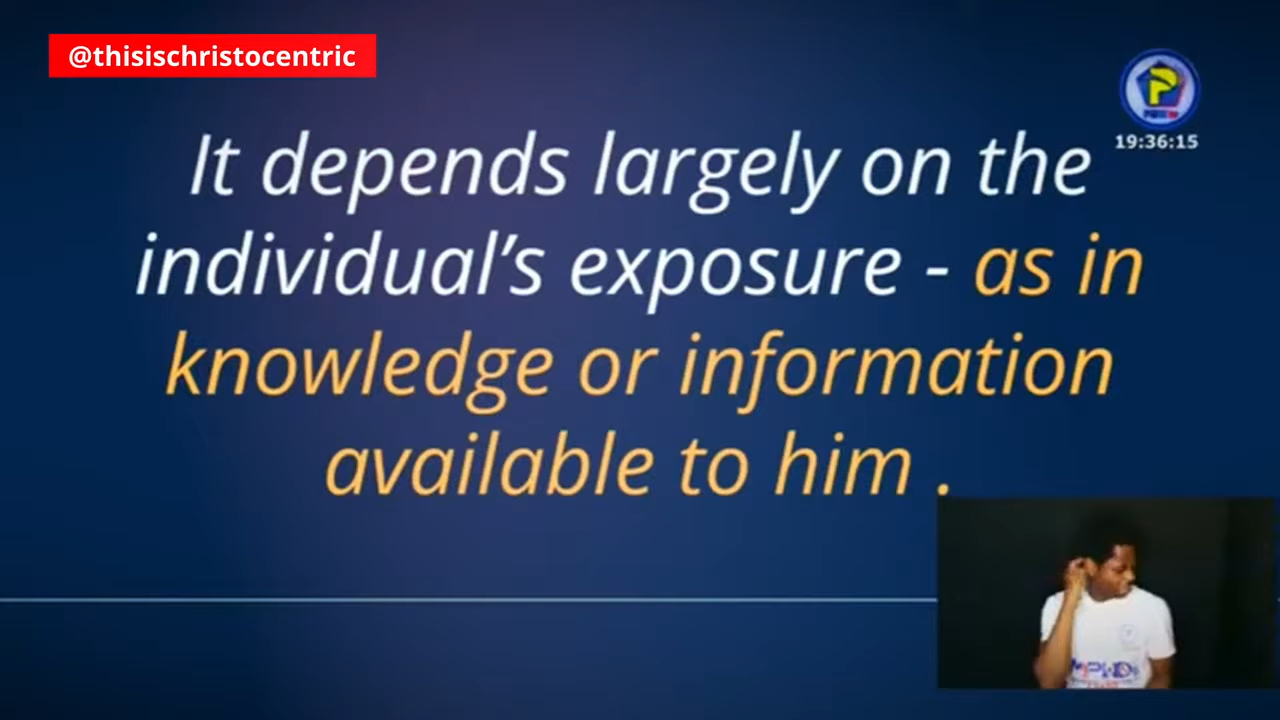 @thisischristocentric
19:36:15
It depends largely on the
individual’s exposure - as in
knowledge or information
available to him .